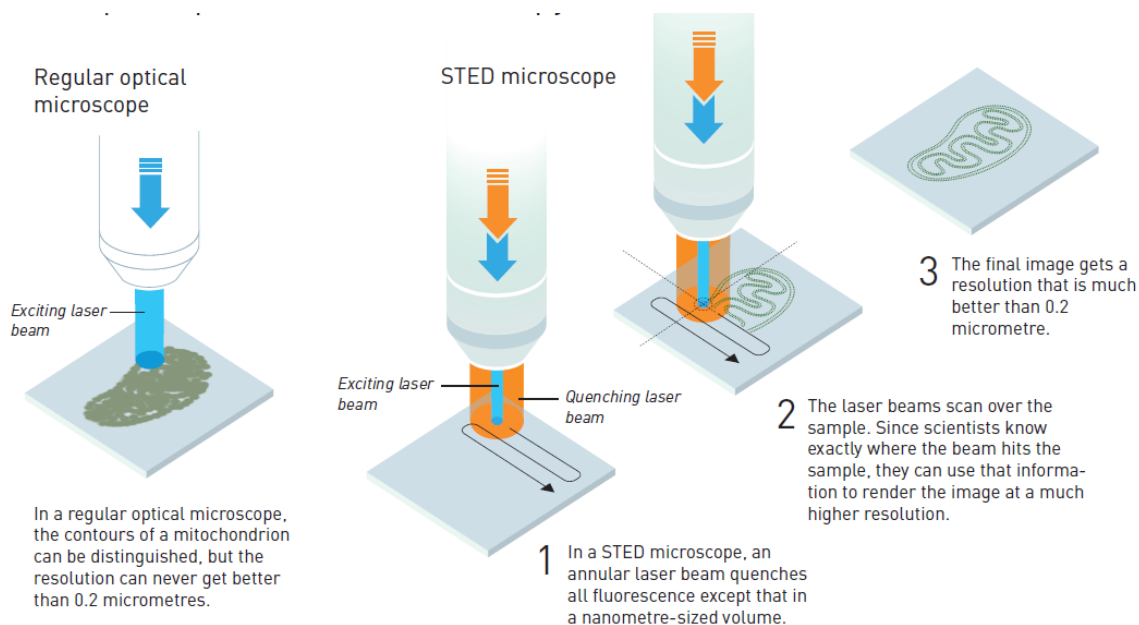 Regular optical
microscope
Exciting laser
beam
In a regular optical microscope,
the contours of a mitochondrion
can be distinguished, but the
resolution can never get better
than 0.2 micrometres.
STED microscope
Exciting laser
beam
Quenching laser
beam
1 In a STED microscope, an
annular laser beam quenches
all fluorescence except that in
a nanometre-sized volume.
2 The laser beams scan over the
sample. Since scientists know
exactly where the beam hits the
sample, they can use that informa-
tion to render the image at a much
higher resolution.
3 The final image gets a
resolution that is much
better than 0.2
micrometre.